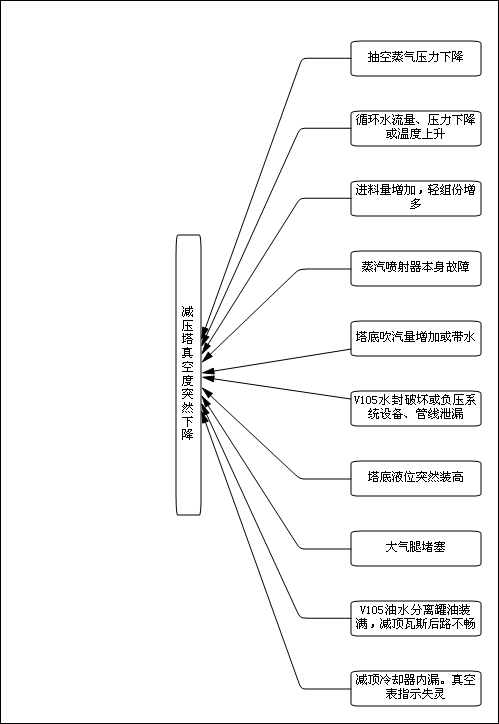 抽空蒸气压力下降
循环水流量、压力下降
或温度上升
进料量增加，轻组份增
多
蒸汽喷射器本身故障
减压塔真空度突然下降
塔底吹汽量增加或带水
V105水封破坏或负压系
统设备、管线泄漏
塔底液位突然装高
大气腿堵塞
V105油水分离罐油装
满，减顶瓦斯后路不畅
减顶冷却器内漏。真空
表指示失灵